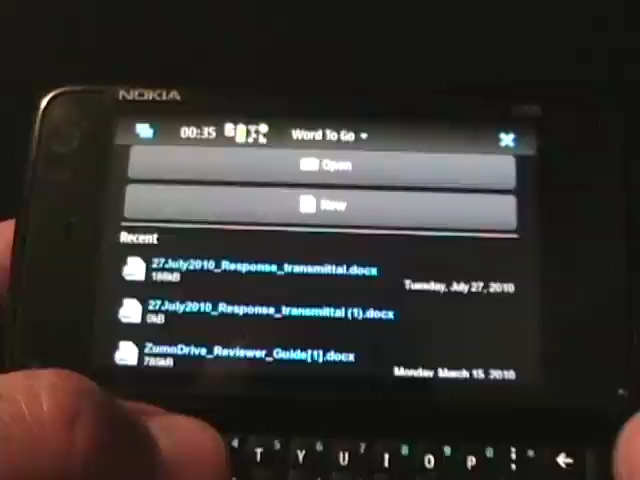 NOKIA
00:35 Word To Go
Open
New
Recent
27July2010_Response_transmittal.docx
Tuesday, July 27, 2010
27July2010_Response_transmittal (1).docx
0kB
ZumoDrive_Reviewer_Guide[1].docx
Monday, March 15, 2010
T Y U I O P